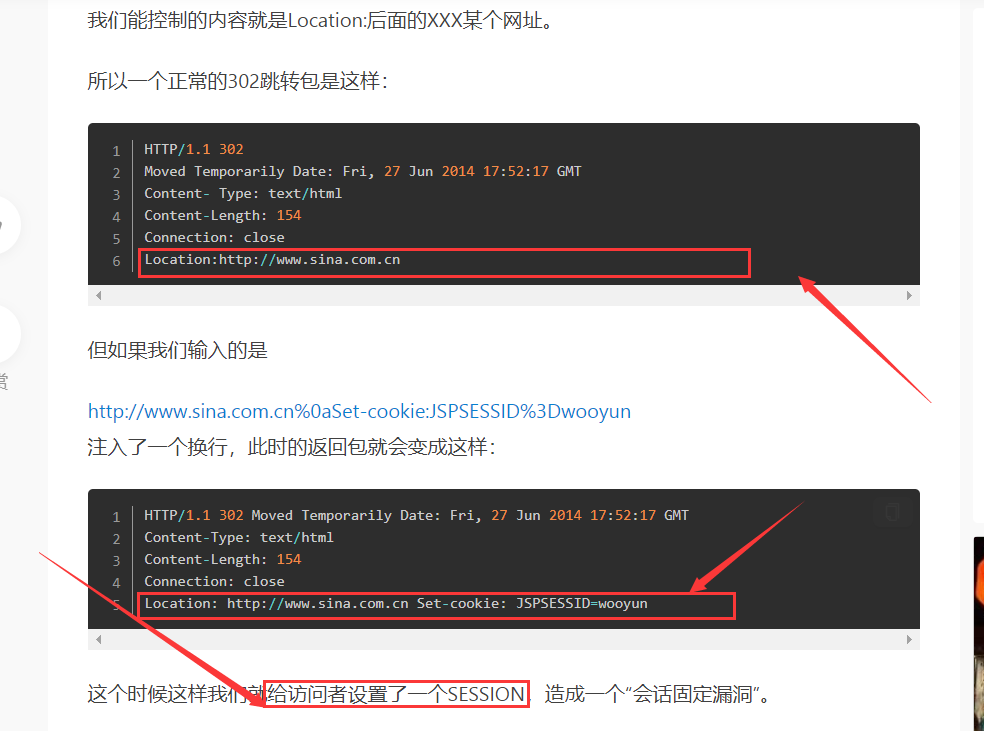 我们能控制的内容就是Location:后面的XXX某个网址。
所以一个正常的302跳转包是这样：
1 HTTP/1.1 302
2 Moved Temporarily Date: Fri, 27 Jun 2014 17:52:17 GMT
3 Content- Type: text/html
4 Content-Length: 154
5 Connection: close
6 Location:http://www.sina.com.cn
但如果我们输入的是
http://www.sina.com.cn%0aSet-cookie:JSPSESSID%3Dwooyun
注入了一个换行，此时的返回包就会变成这样：
1 HTTP/1.1 302 Moved Temporarily Date: Fri, 27 Jun 2014 17:52:17 GMT
2 Content-Type: text/html
3 Content-Length: 154
4 Connection: close
5 Location: http://www.sina.com.cn Set-cookie: JSPSESSID=wooyun
这个时候这样我们就给访问者设置了一个SESSION，造成一个“会话固定漏洞”。
赏